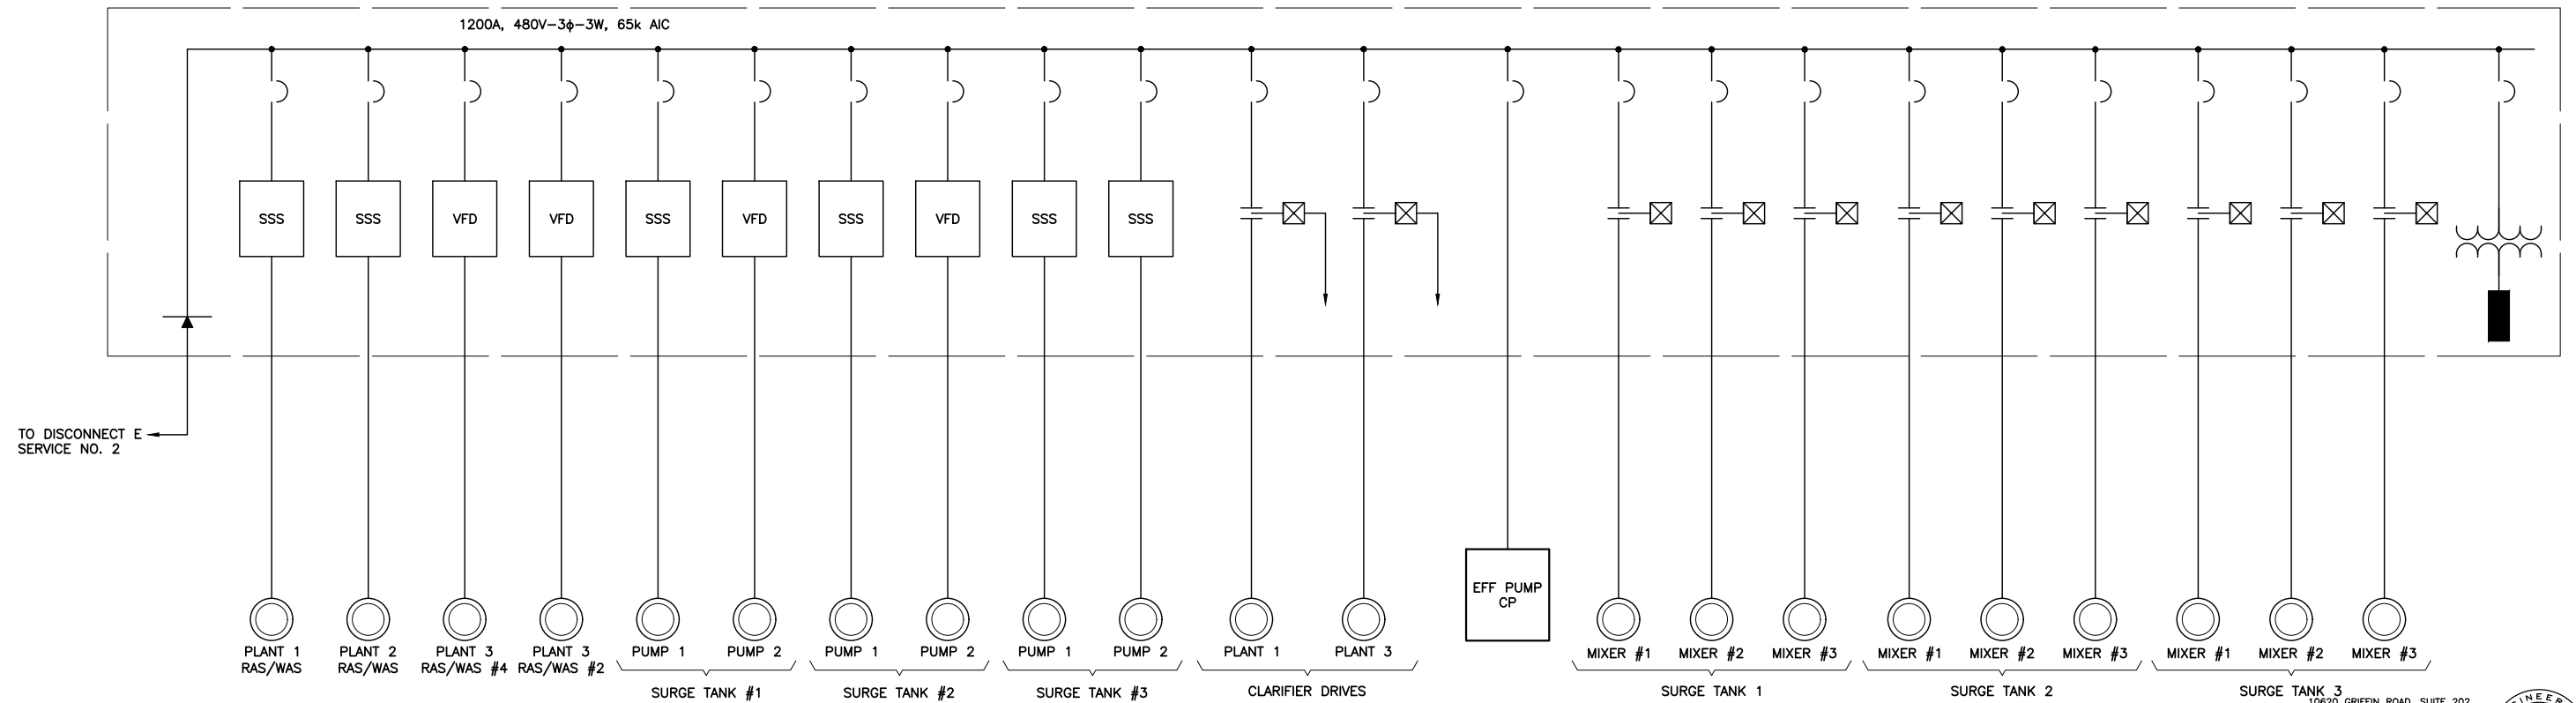 1200A, 480V-3ϕ-3W, 65k AIC
SSS SSS VFD VFD SSS VFD SSS VFD SSS SSS
TO DISCONNECT E
SERVICE NO. 2
EFF PUMP
CP
PLANT 1 PLANT 2 PLANT 3 PLANT 3 PUMP 1 PUMP 2 PUMP 1 PUMP 2 PUMP 1 PUMP 2 PLANT 1 PLANT 3 MIXER #1 MIXER #2 MIXER #3 MIXER #1 MIXER #2 MIXER #3 MIXER #1 MIXER #2 MIXER #3
RAS/WAS RAS/WAS RAS/WAS #4 RAS/WAS #2
SURGE TANK #1 SURGE TANK #2 SURGE TANK #3 CLARIFIER DRIVES SURGE TANK 1 SURGE TANK 2 SURGE TANK 3
10620 GRIFFIN ROAD, SUITE 202